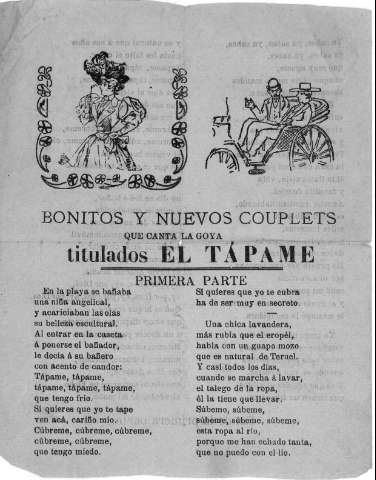 BONITOS Y NUEVOS COUPLETS
QUE CANTA LA GOYA
titulados EL TÁPAME
PRIMERA PARTE
En la playa se bañaba
una niña angelical,
y acariciaban las olas
su belleza escultural.
Al entrar en la caseta
á ponerse el bañador,
le decía á su bañero
con acento de candor:
Tápame, tápame,
tápame, tápame, tápame,
que tengo frío.
Si quieres que yo te tape
ven acá, cariño mío.
Cúbreme, cúbreme, cúbreme,
cúbreme, cúbreme,
que tengo miedo.
Si quieres que yo te cubra
ha de ser muy en secreto.
Una chica lavandera,
más rubia que el eropél,
habla con un guapo mozo
que es natural de Teruel.
Y casi todos los días,
cuando se marcha á lavar,
el talego de la ropa,
él la tiene que llevar.
Súbeme, súbeme,
súbeme, súbeme, súbeme,
esta ropa al río,
porque me han echado tanta,
que no puedo con el lío.